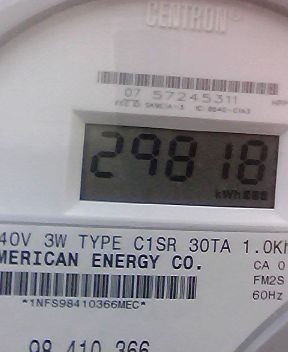 CENTRON®
07 57245311
29818
kWh
40V 3W TYPE C1SR 30TA 1.0Kh
MERICAN ENERGY CO.
CA 0
FM2S
60Hz
*1NFS98410366MEC*
98 410 366